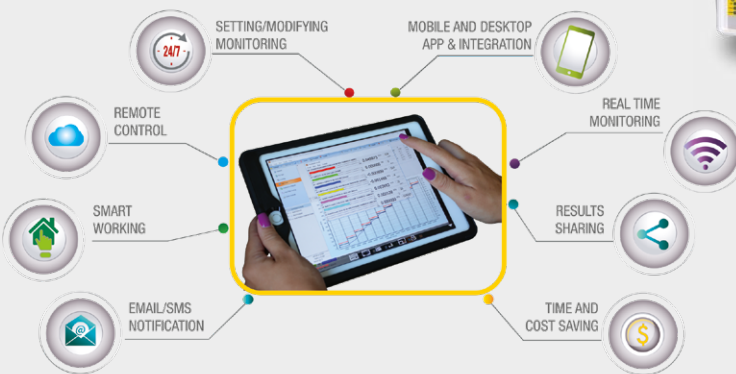 24/7
SETTING/MODIFYING
MONITORING
MOBILE AND DESKTOP
APP & INTEGRATION
REMOTE
CONTROL
REAL TIME
MONITORING
SMART
WORKING
RESULTS
SHARING
EMAIL/SMS
NOTIFICATION
@
TIME AND
COST SAVING
$